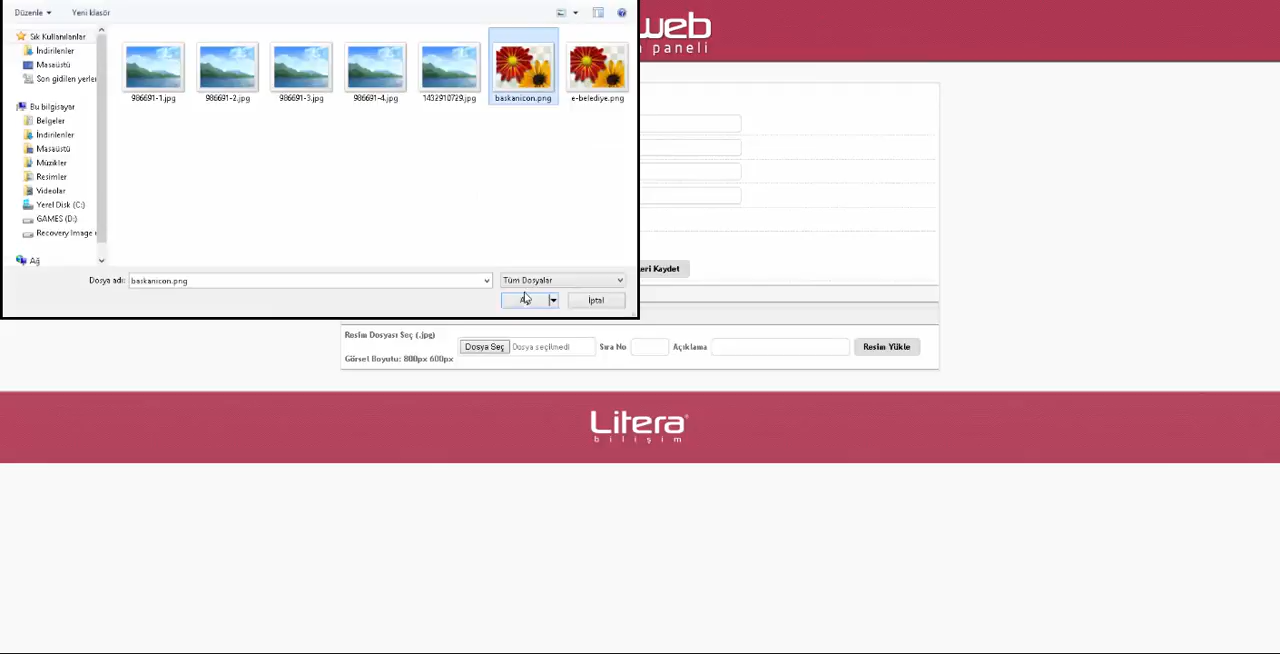 Düzenle
Yeni klasör
Sık Kullanılanlar
İndirilenler
Masaüstü
Son gidilen yerler
Bu bilgisayar
Belgeler
İndirilenler
Masaüstü
Müzikler
Resimler
Videolar
Yerel Disk (C:)
GAMES (D:)
Recovery Image
Ağ
986691-1.jpg
986691-2.jpg
986691-3.jpg
986691-4.jpg
1432910729.jpg
baskanicon.png
e-belediye.png
Dosya adı:
baskanicon.png
Tüm Dosyalar
İptal
web
paneli
eri Kaydet
Resim Dosyası Seç (.jpg)
Görsel Boyutu: 800px 600px
Dosya Seç
Dosya seçilmedi
Sıra No
Açıklama
Resim Yükle
Litera
bilişim